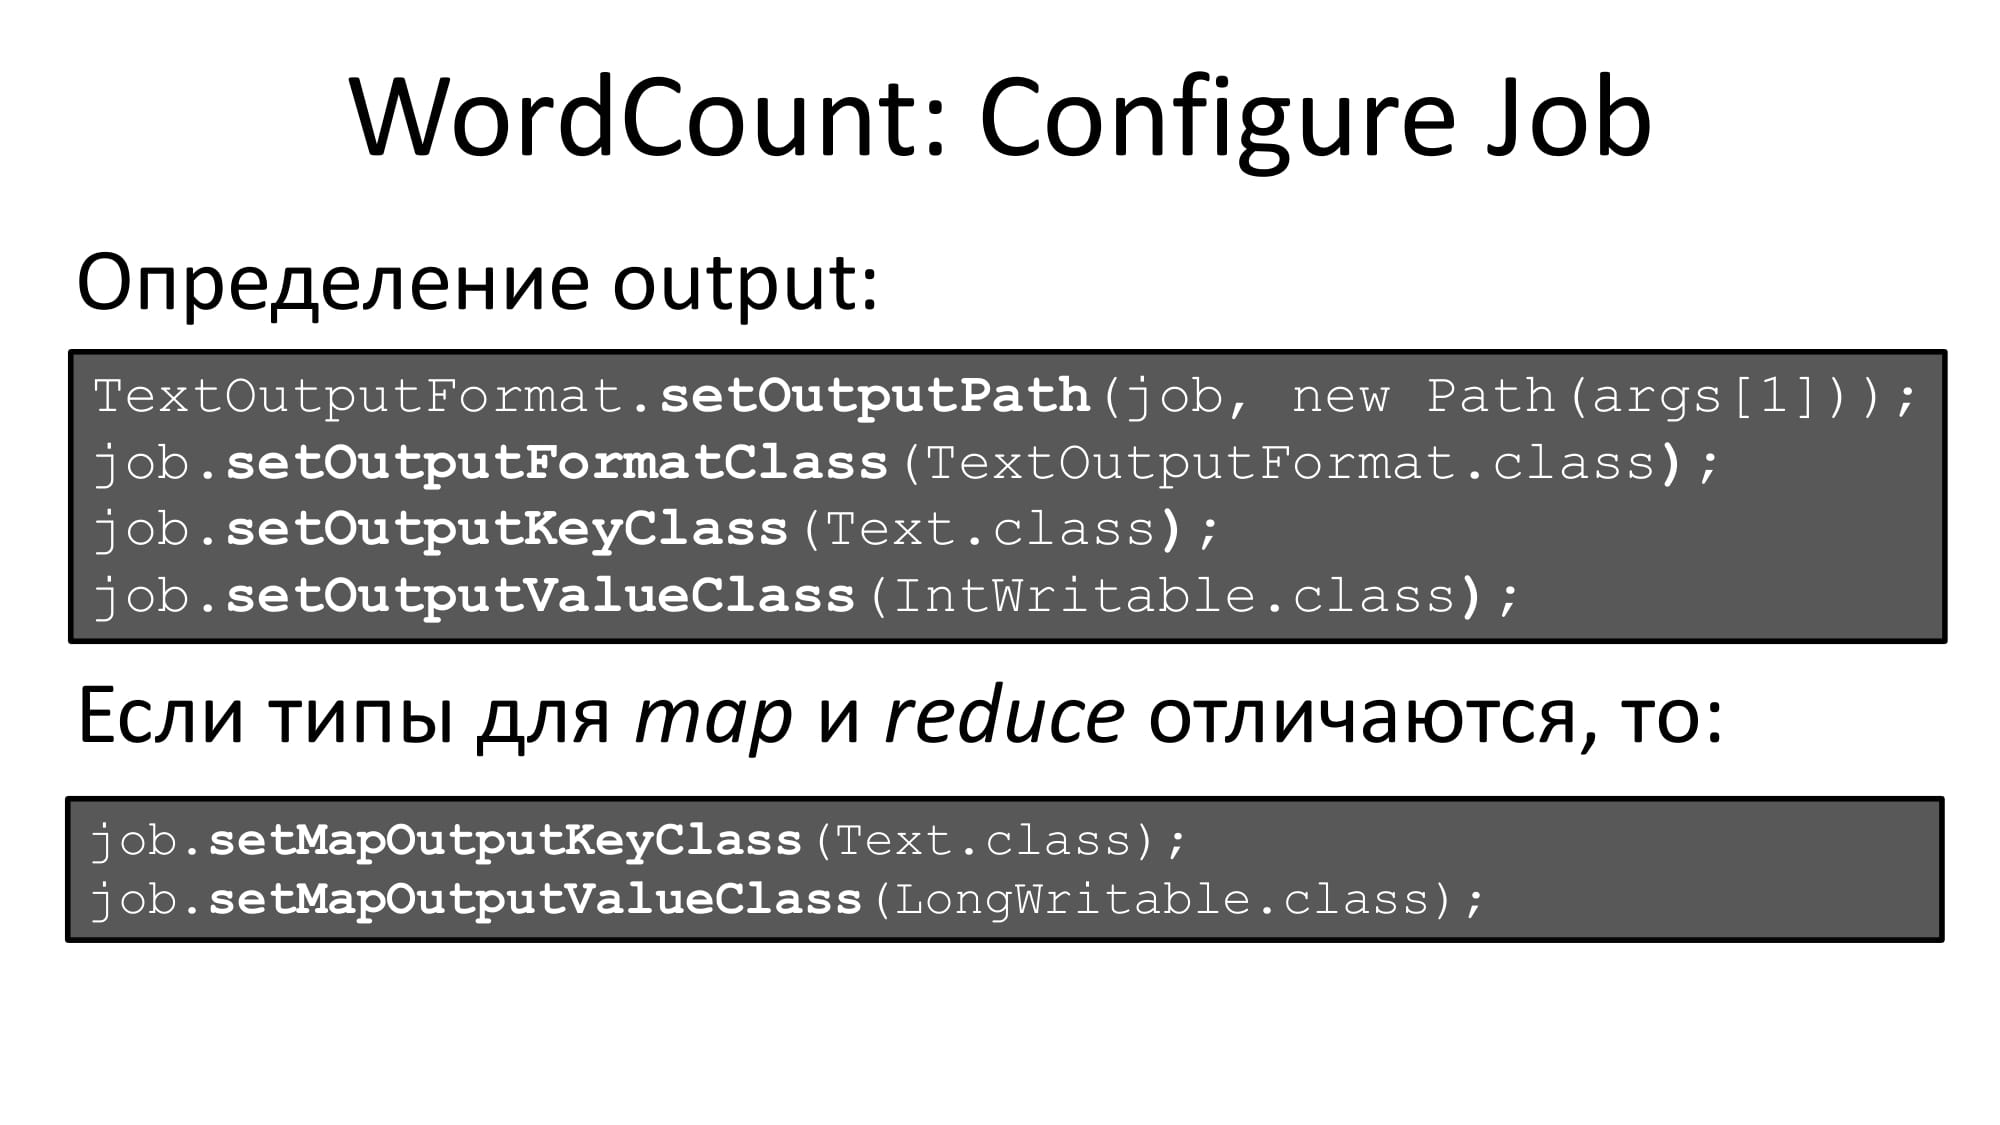 WordCount: Configure Job
Определение output:
TextOutputFormat.setOutputPath(job, new Path(args[1]));
job.setOutputFormatClass(TextOutputFormat.class);
job.setOutputKeyClass(Text.class);
job.setOutputValueClass(IntWritable.class);
Если типы для map и reduce отличаются, то:
job.setMapOutputKeyClass(Text.class);
job.setMapOutputValueClass(LongWritable.class);